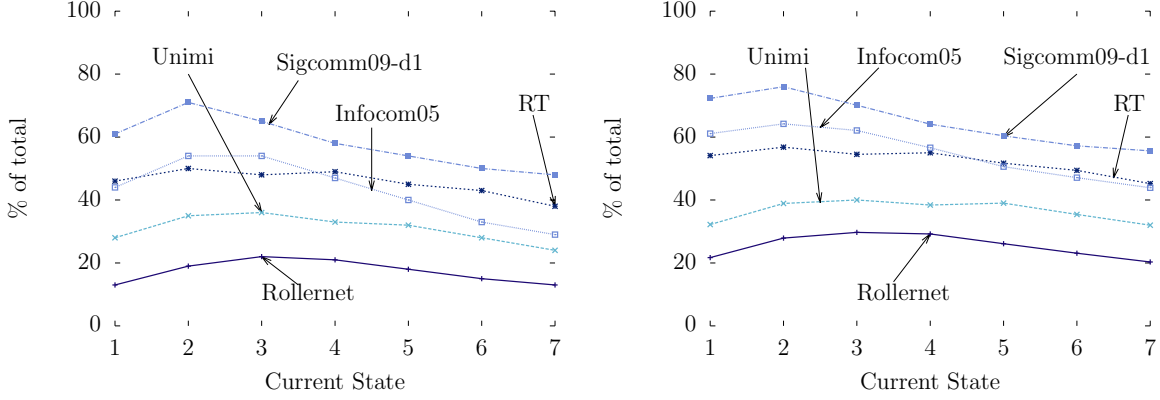 100
80
60
40
20
0
% of total
Unimi
Sigcomm09-d1
Infocom05
RT
Rollernet
1 2 3 4 5 6 7
Current State
100
80
60
40
20
0
% of total
Unimi
Infocom05
Sigcomm09-d1
RT
Rollernet
1 2 3 4 5 6 7
Current State